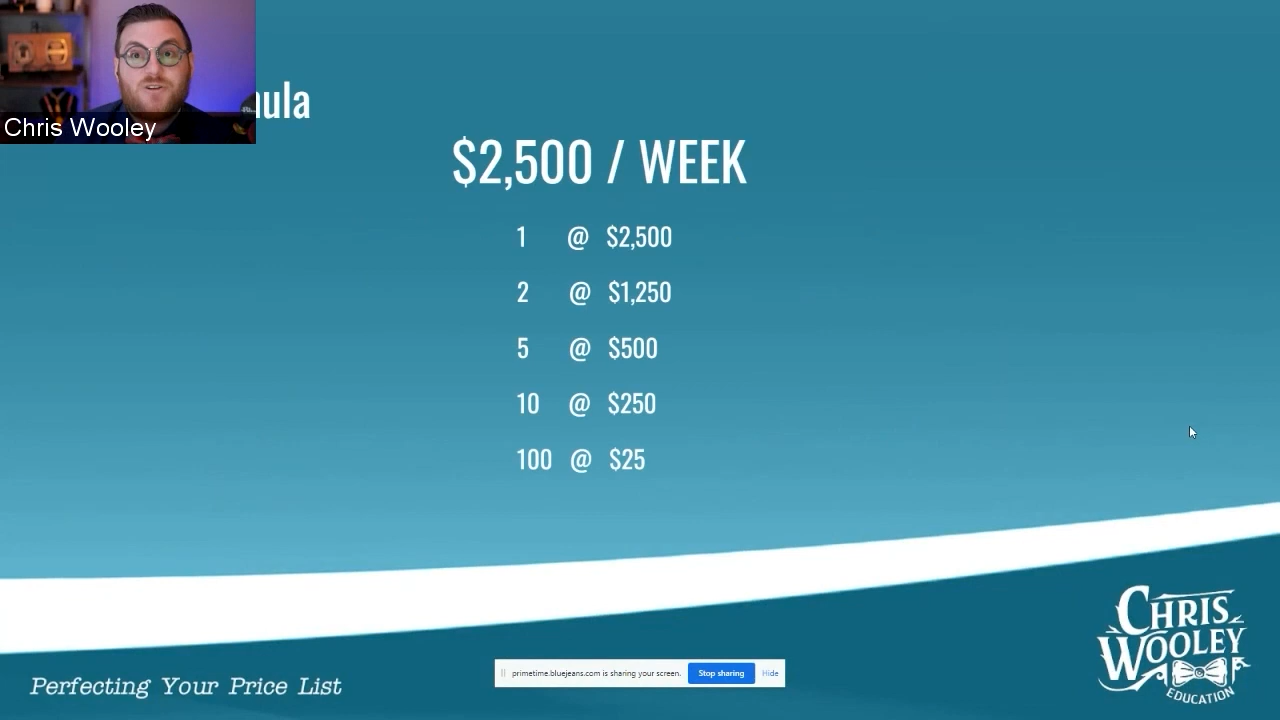 Chris Wooley
$2,500 / WEEK
1 @ $2,500
2 @ $1,250
5 @ $500
10 @ $250
100 @ $25
Perfecting Your Price List
primetime.bluejeans.com is sharing your screen. Stop sharing Hide
CHRIS
WOOLEY
EDUCATION